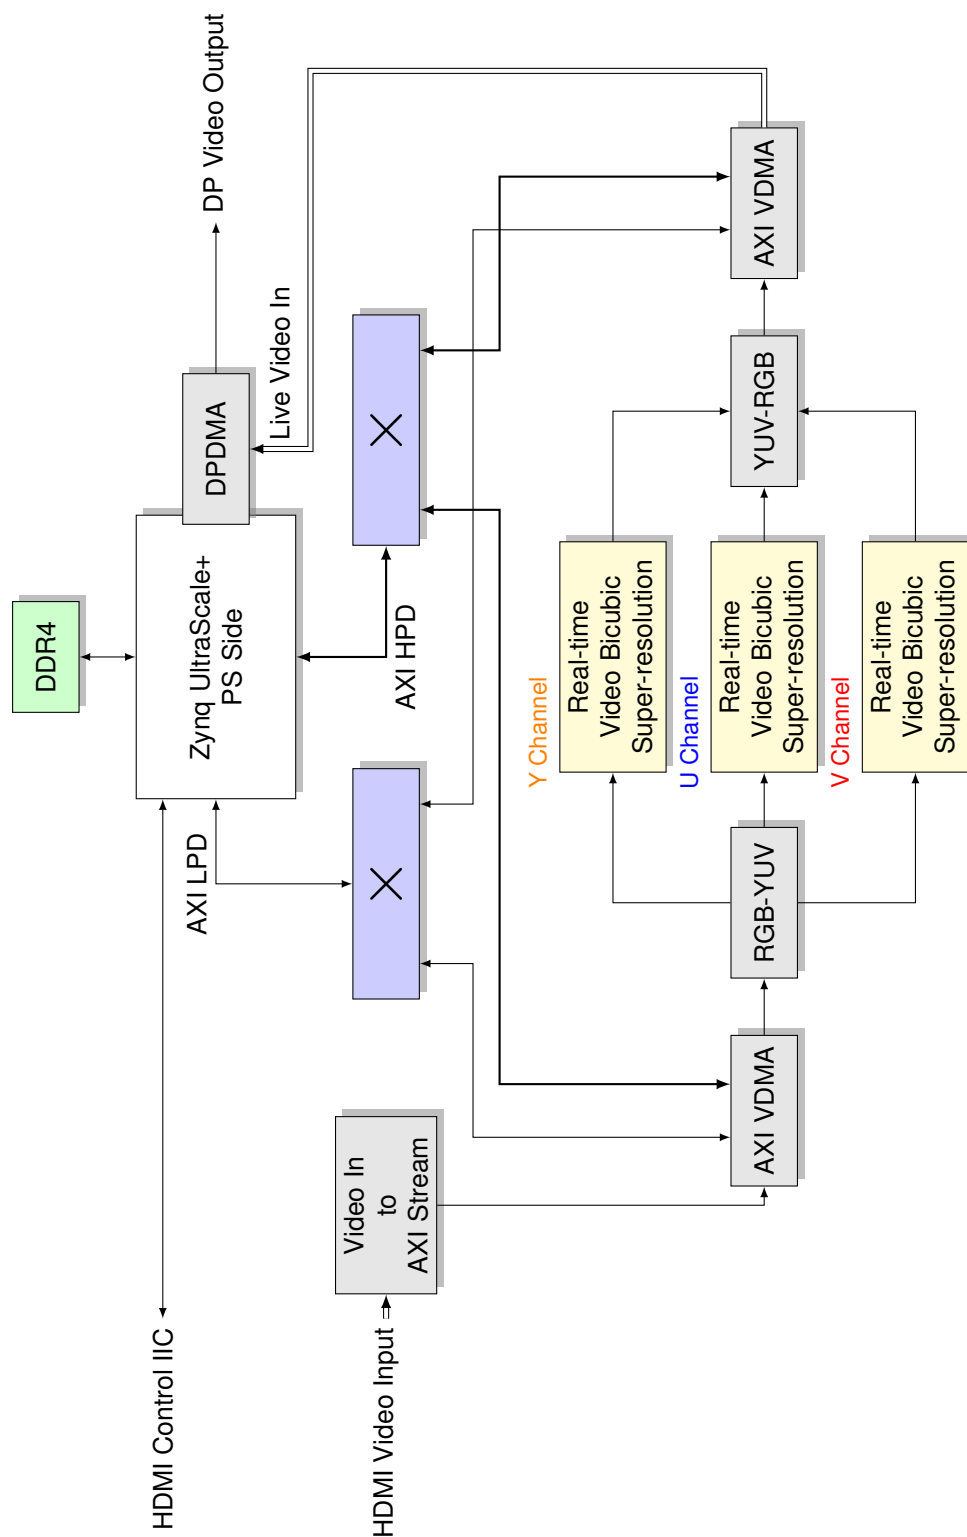 DDR4
Zynq UltraScale+
PS Side
DPDMA
DP Video Output
HDMI Control IIC
AXI LPD
Live Video In
HDMI Video Input
Video In
to
AXI Stream
AXI HPD
Y Channel
Real-time
Video Bicubic
Super-resolution
U Channel
Real-time
Video Bicubic
Super-resolution
V Channel
Real-time
Video Bicubic
Super-resolution
AXI VDMA
RGB-YUV
YUV-RGB
AXI VDMA